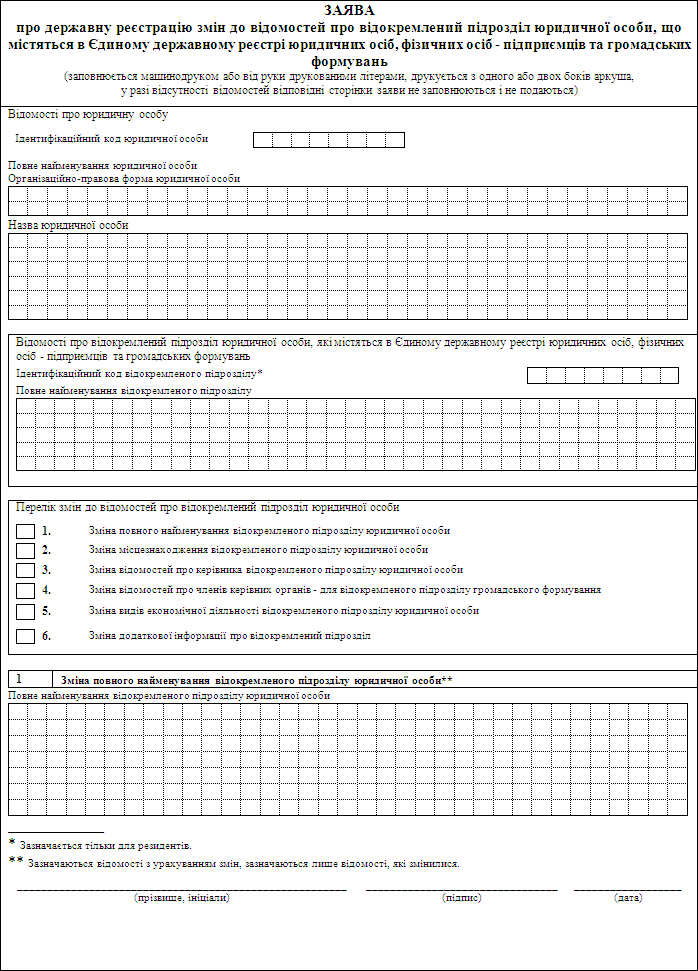 ЗАЯВА
про державну реєстрацію змін до відомостей про відокремлений підрозділ юридичної особи, що
містяться в Єдиному державному реєстрі юридичних осіб, фізичних осіб - підприємців та громадських
формувань
(заповнюється машинодруком або від руки друкованими літерами, друкується з одного або двох боків аркуша,
у разі відсутності відомостей відповідні сторінки заяви не заповнюються і не подаються)
Відомості про юридичну особу
Ідентифікаційний код юридичної особи
Повне найменування юридичної особи
Організаційно-правова форма юридичної особи
Назва юридичної особи
Відомості про відокремлений підрозділ юридичної особи, які містяться в Єдиному державному реєстрі юридичних осіб, фізичних
осіб - підприємців та громадських формувань
Ідентифікаційний код відокремленого підрозділу*
Повне найменування відокремленого підрозділу
Перелік змін до відомостей про відокремлений підрозділ юридичної особи
1. Зміна повного найменування відокремленого підрозділу юридичної особи
2. Зміна місцезнаходження відокремленого підрозділу юридичної особи
3. Зміна відомостей про керівника відокремленого підрозділу юридичної особи
4. Зміна відомостей про членів керівних органів - для відокремленого підрозділу громадського формування
5. Зміна видів економічної діяльності відокремленого підрозділу юридичної особи
6. Зміна додаткової інформації про відокремлений підрозділ
1 Зміна повного найменування відокремленого підрозділу юридичної особи**
Повне найменування відокремленого підрозділу юридичної особи
* Зазначається тільки для резидентів.
** Зазначаються відомості з урахуванням змін, зазначаються лише відомості, які змінилися.
(прізвище, ініціали) (підпис) (дата)